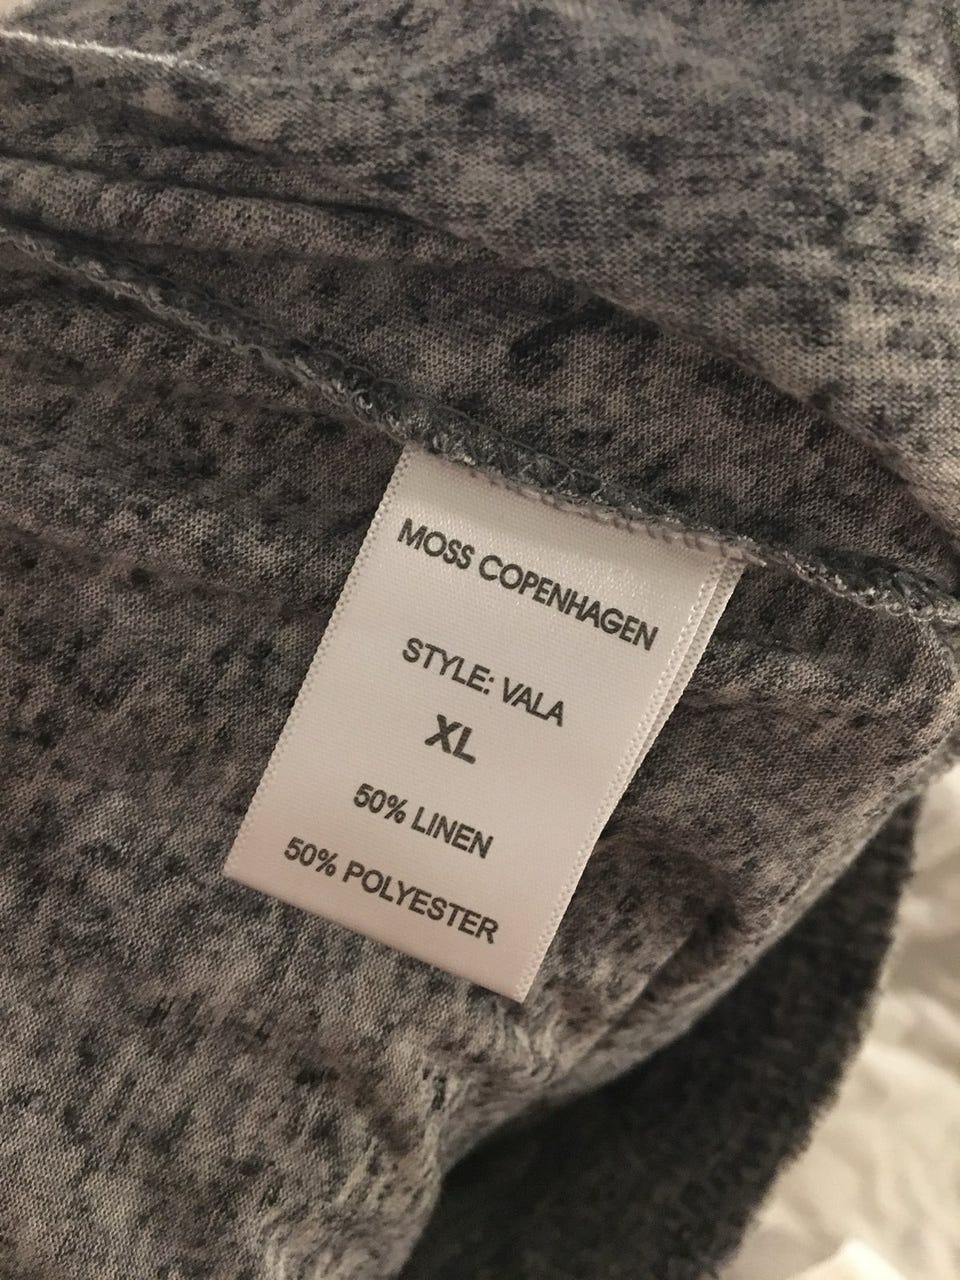 MOSS COPENHAGEN
STYLE: VALA
XL
50% LINEN
50% POLYESTER